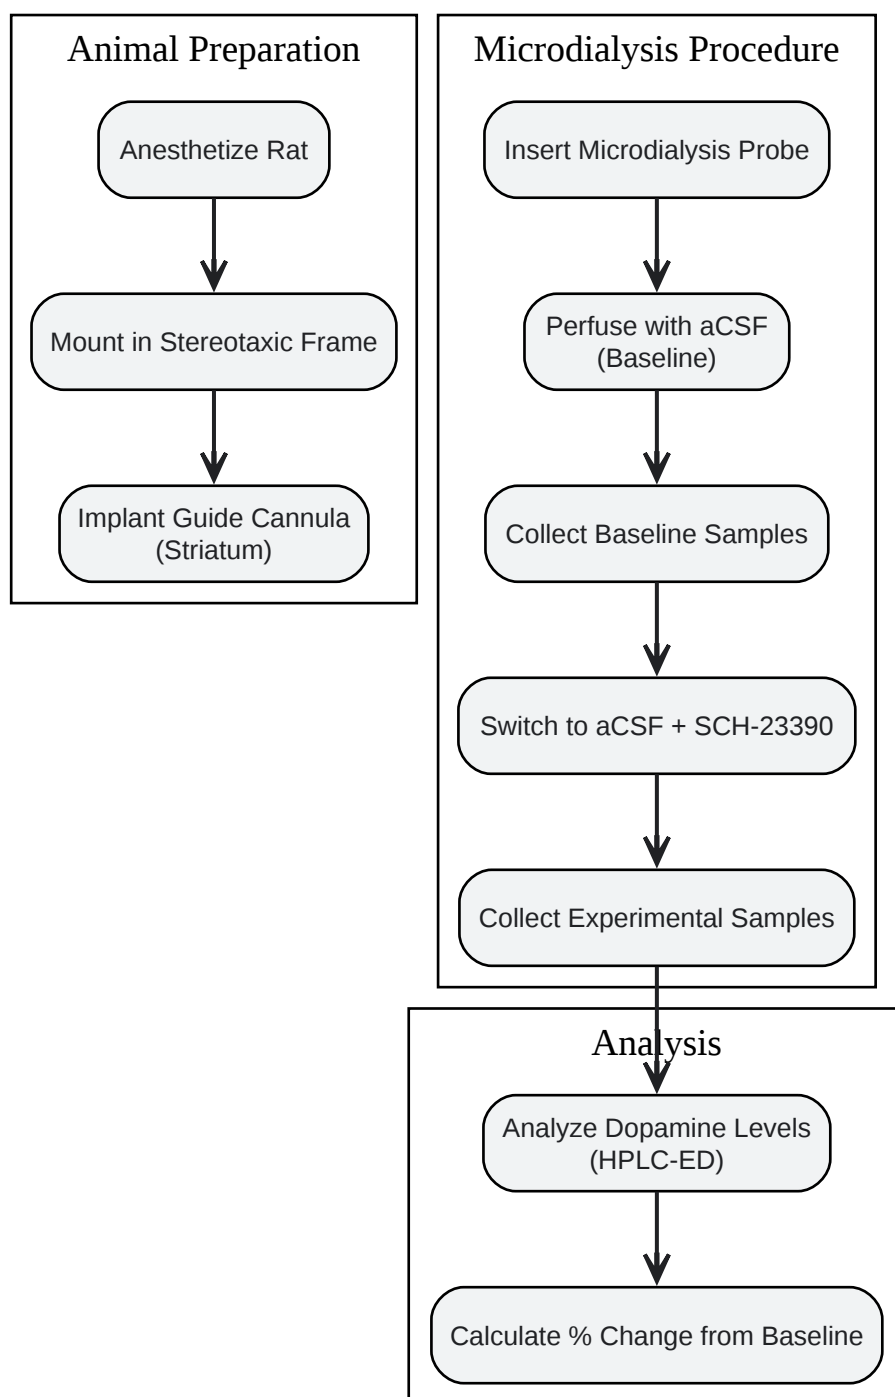 Animal Preparation
Anesthetize Rat
Mount in Stereotaxic Frame
Implant Guide Cannula
(Striatum)
Microdialysis Procedure
Insert Microdialysis Probe
Perfuse with aCSF
(Baseline)
Collect Baseline Samples
Switch to aCSF + SCH-23390
Collect Experimental Samples
Analysis
Analyze Dopamine Levels
(HPLC-ED)
Calculate % Change from Baseline